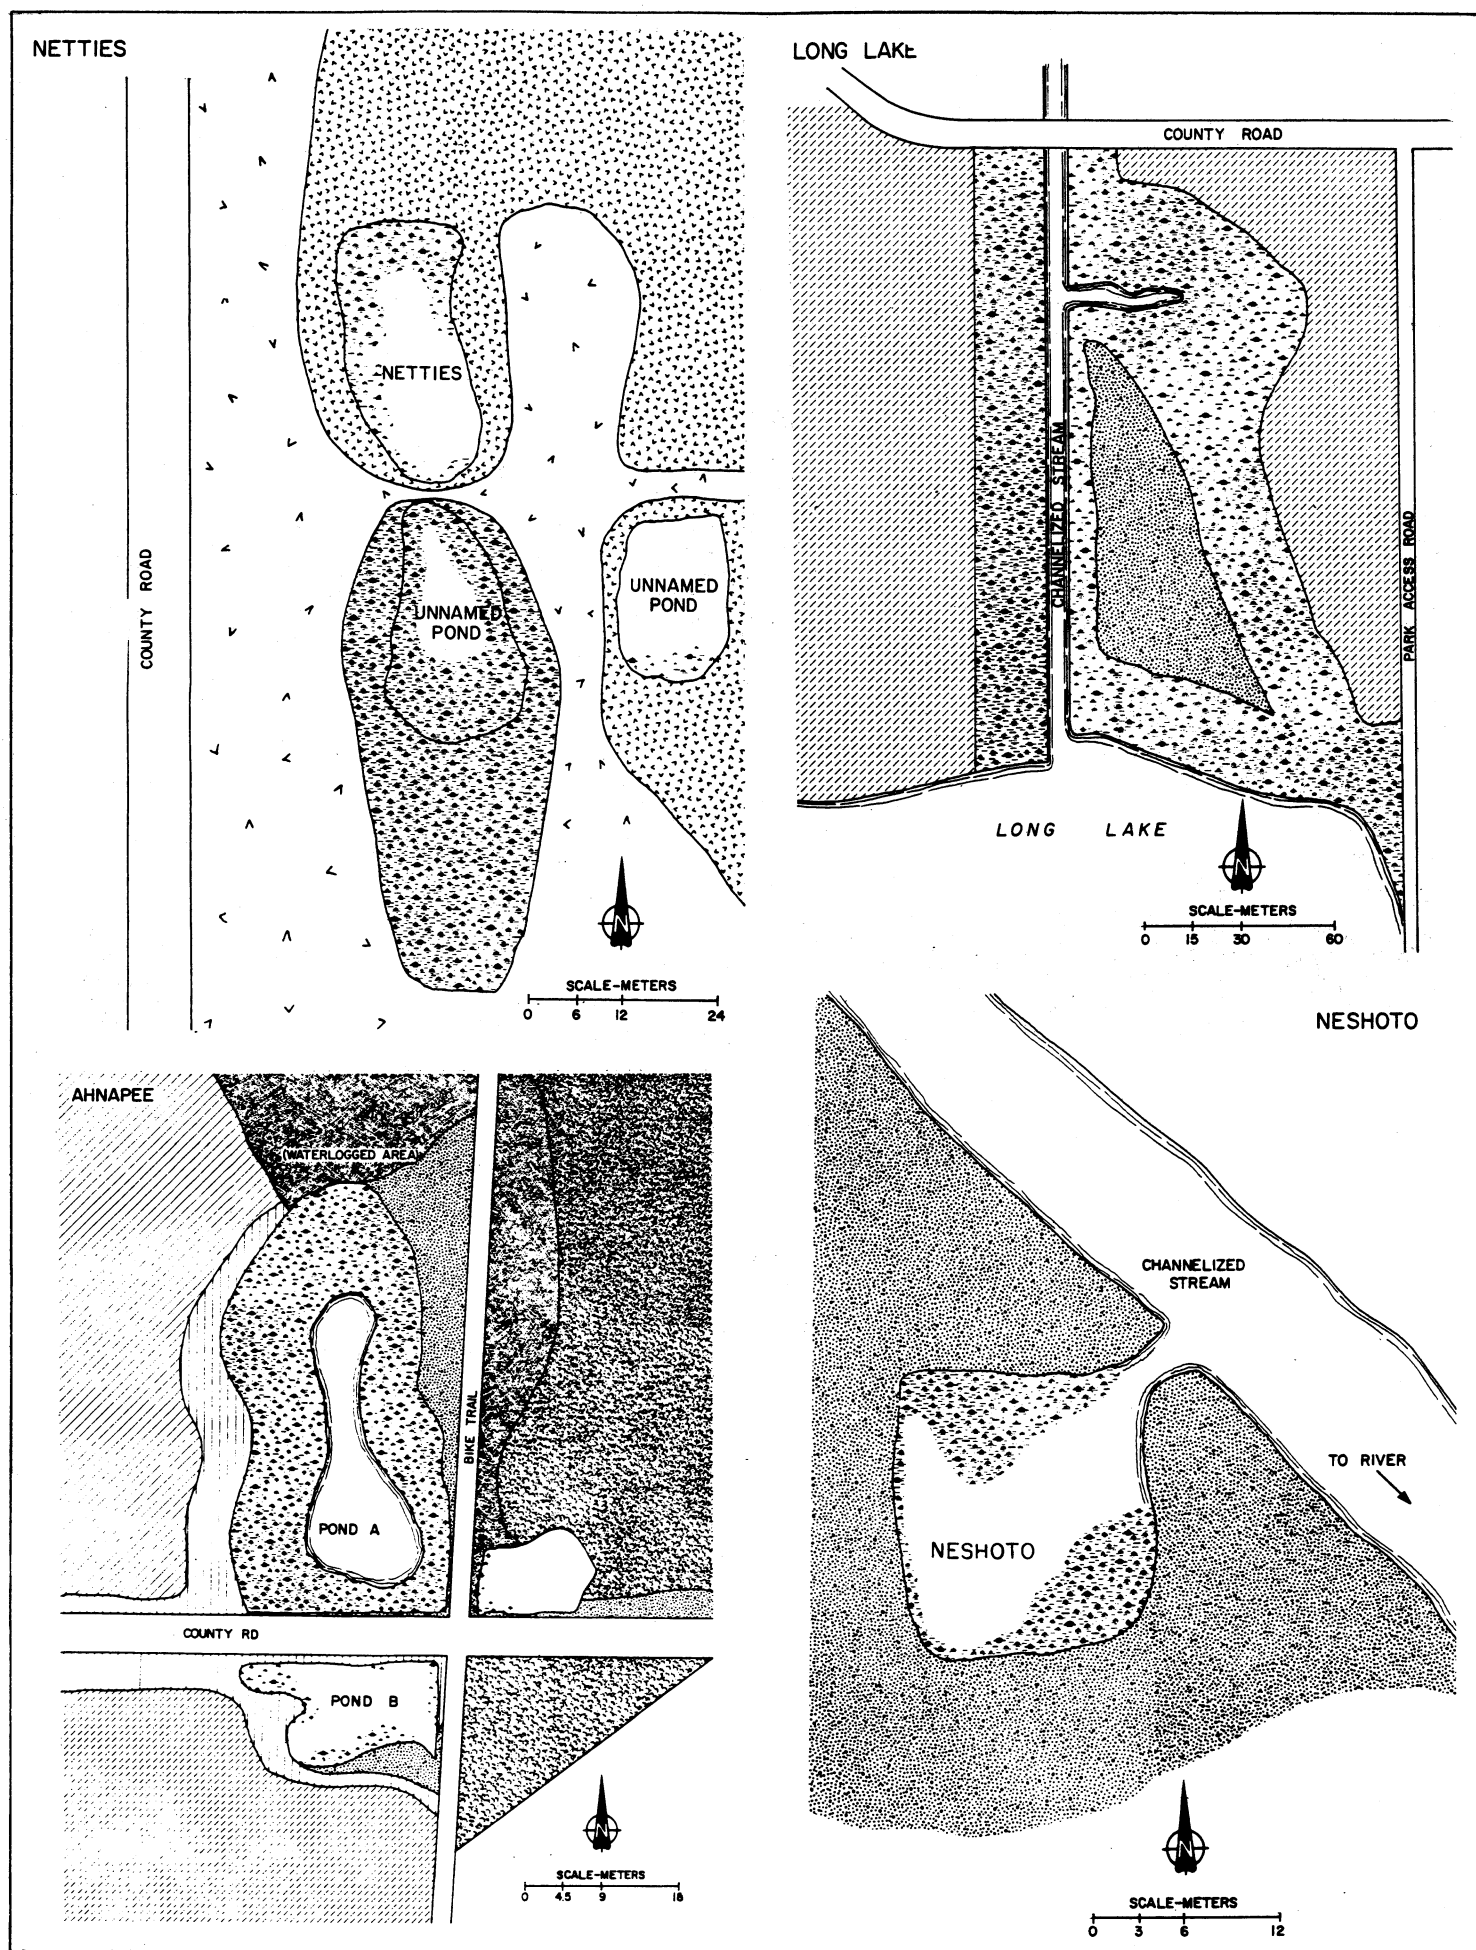 NETTIES
COUNTY ROAD
NETTIES
UNNAMED
POND
UNNAMED
POND
N
SCALE-METERS
0 6 12 24
LONG LAKE
COUNTY ROAD
CHANNELIZED STREAM
PARK ACCESS ROAD
LONG LAKE
N
SCALE-METERS
0 15 30 60
AHNAPEE
(WATERLOGGED AREA)
BIKE TRAIL
POND A
COUNTY RD
POND B
N
SCALE-METERS
0 4.5 9 18
NESHOTO
CHANNELIZED
STREAM
TO RIVER
NESHOTO
N
SCALE-METERS
0 3 6 12